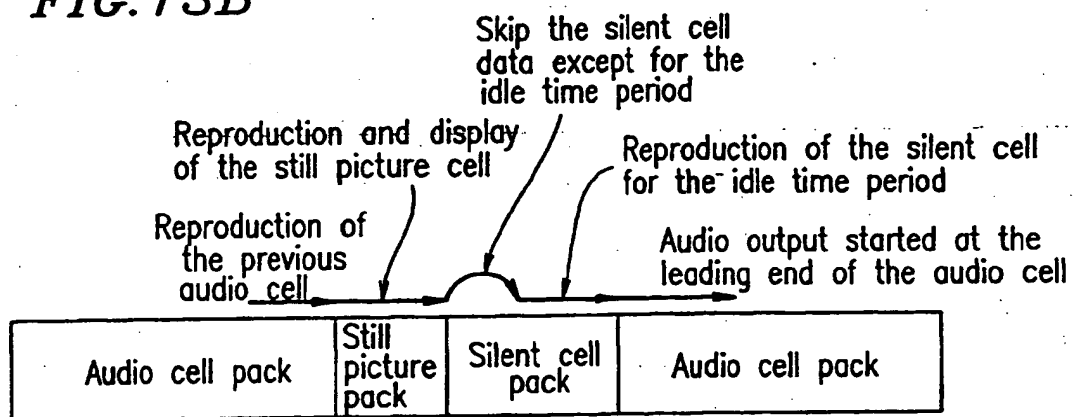 FIG. 73B
Skip the silent cell
data except for the
idle time period
Reproduction and display
of the still picture cell
Reproduction of the silent cell
for the idle time period
Reproduction of
the previous
audio cell
Audio output started at the
leading end of the audio cell
Audio cell pack
Still
picture
pack
Silent cell
pack
Audio cell pack